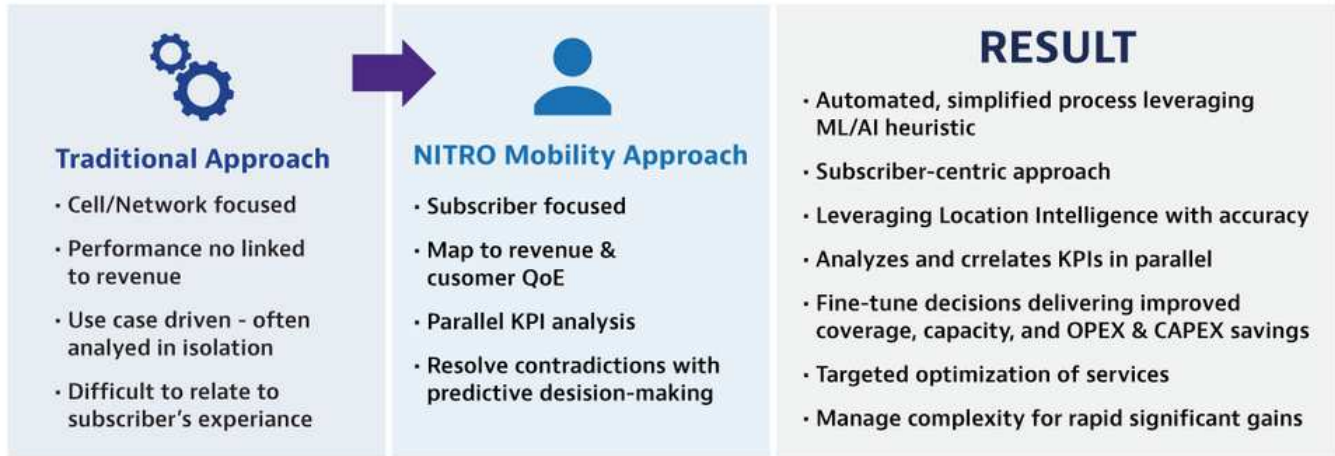 Traditional Approach
· Cell/Network focused
· Performance no linked
to revenue
· Use case driven - often
analyed in isolation
· Difficult to relate to
subscriber's experiance
NITRO Mobility Approach
· Subscriber focused
· Map to revenue &
cusomer QoE
· Parallel KPI analysis
· Resolve contradictions with
predictive desision-making
RESULT
· Automated, simplified process leveraging
ML/AI heuristic
· Subscriber-centric approach
· Leveraging Location Intelligence with accuracy
· Analyzes and crrelates KPIs in parallel
· Fine-tune decisions delivering improved
coverage, capacity, and OPEX & CAPEX savings
· Targeted optimization of services
· Manage complexity for rapid significant gains